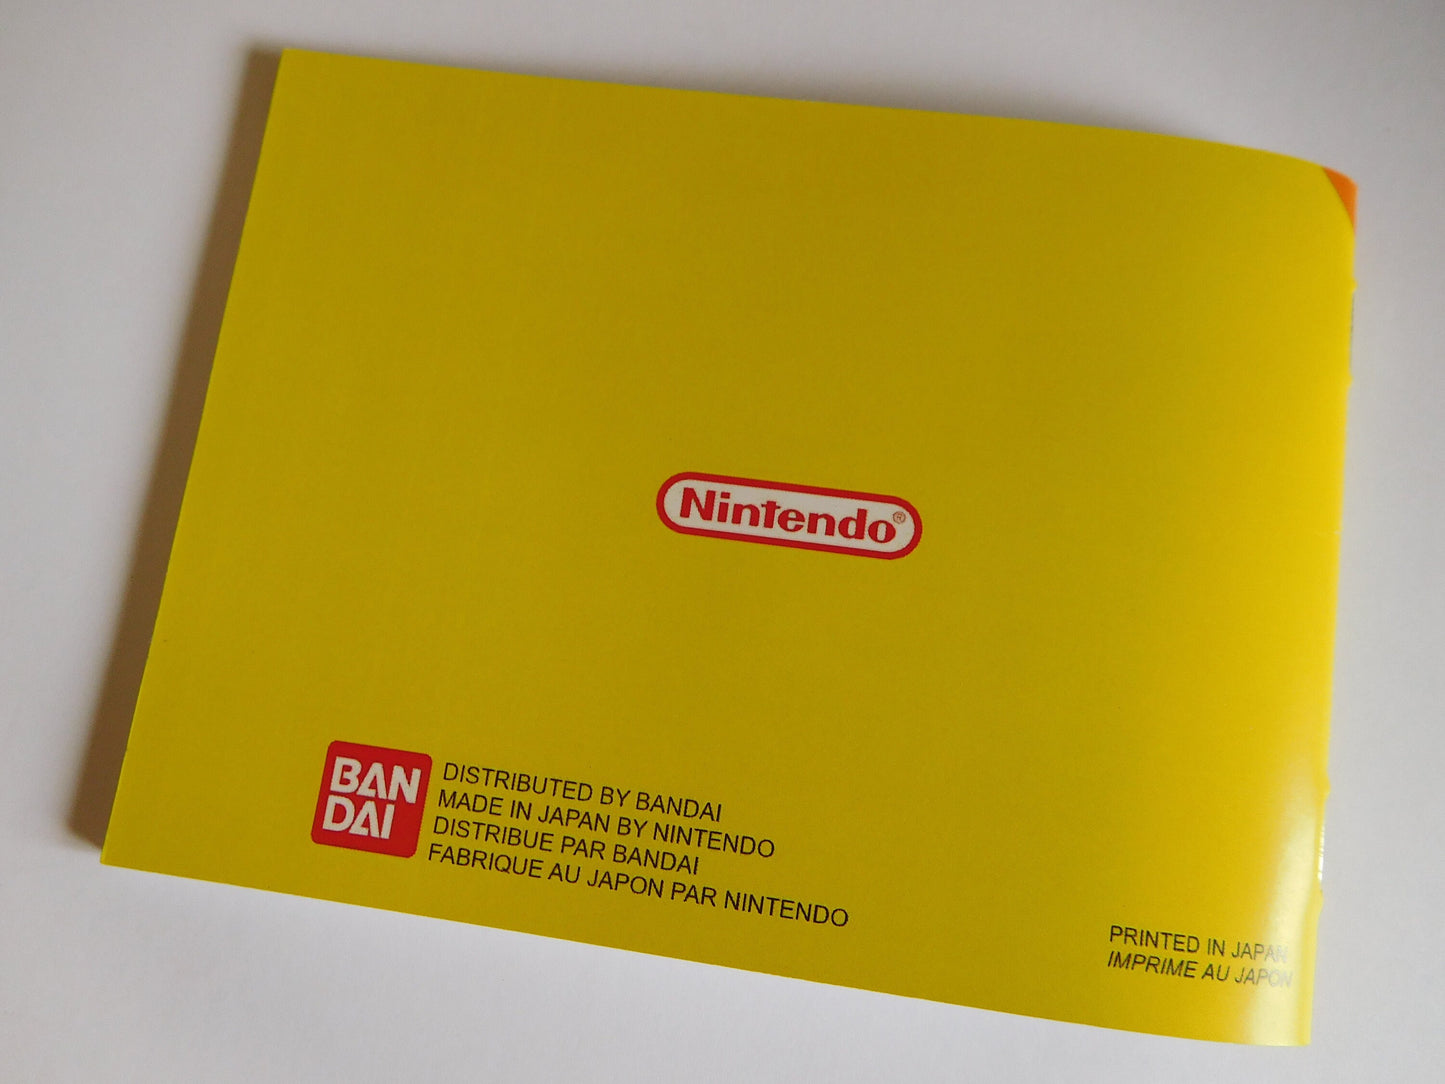 Nintendo®
BAN
DAI
DISTRIBUTED BY BANDAI
MADE IN JAPAN BY NINTENDO
DISTRIBUE PAR BANDAI
FABRIQUE AU JAPON PAR NINTENDO
PRINTED IN JAPAN
IMPRIME AU JAPON